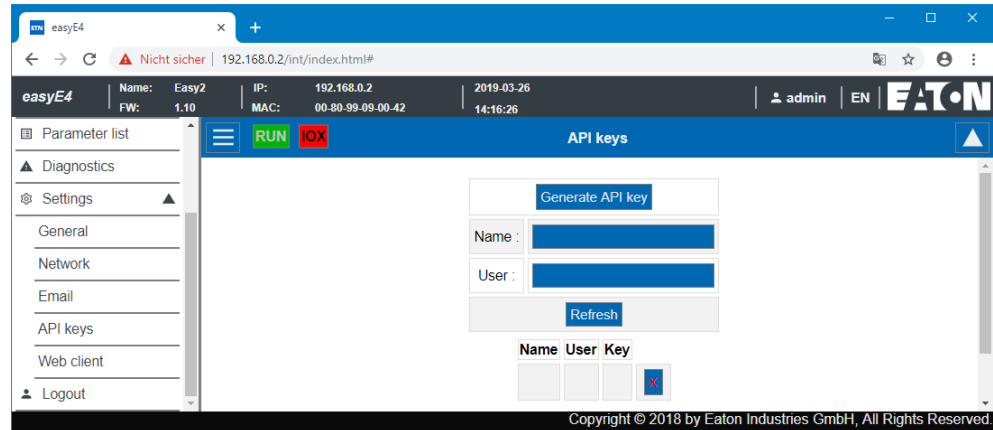 ETN easyE4
Nicht sicher | 192.168.0.2/int/index.html#
easyE4
Name: Easy2
FW: 1.10
IP: 192.168.0.2
MAC: 00-80-99-09-00-42
2019-03-26
14:16:26
admin
EN
EATON
Parameter list
Diagnostics
Settings
General
Network
Email
API keys
Web client
Logout
RUN IOX API keys
Generate API key
Name :
User :
Refresh
Name User Key
X
Copyright © 2018 by Eaton Industries GmbH, All Rights Reserved.